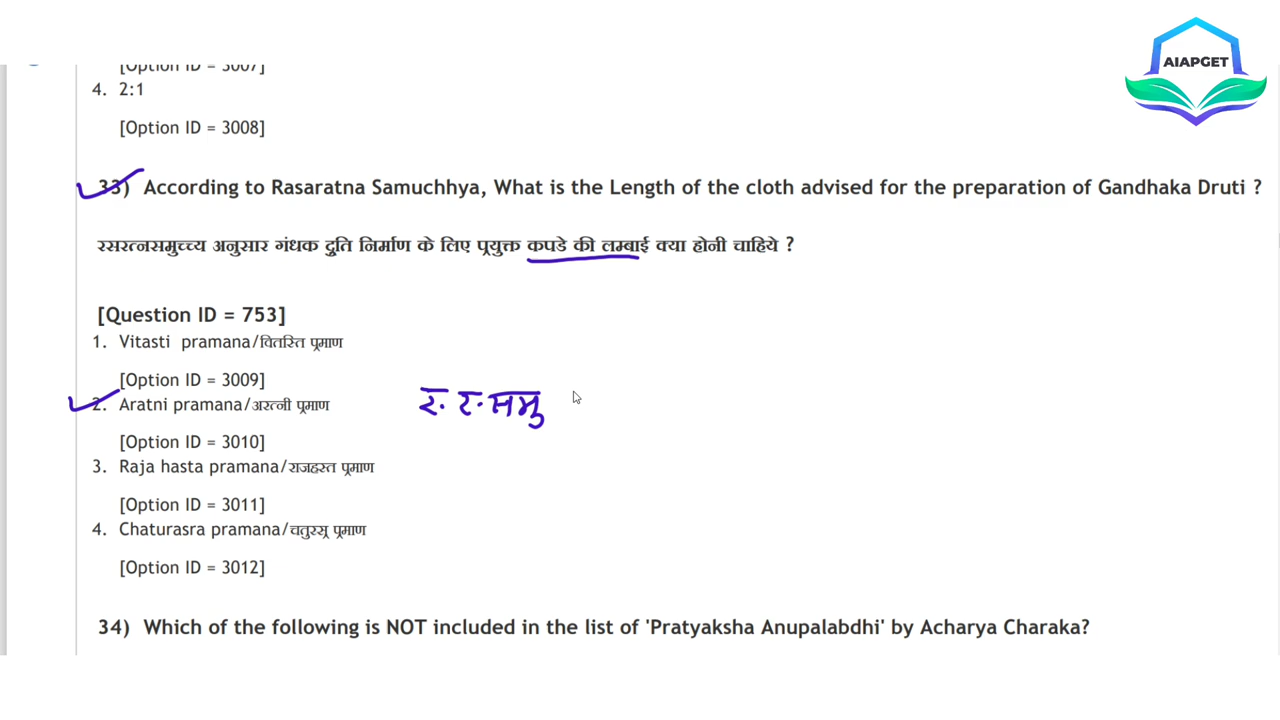 AIAPGET
[Option ID = 3007]
4. 2:1
[Option ID = 3008]
33) According to Rasaratna Samuchhya, What is the Length of the cloth advised for the preparation of Gandhaka Druti ?
रसरत्नसमुच्च्य अनुसार गंधक द्रुति निर्माण के लिए प्रयुक्त कपडे की लम्बाई क्या होनी चाहिये ?
[Question ID = 753]
1. Vitasti pramana/वितस्ति प्रमाण
[Option ID = 3009]
2. Aratni pramana/अरत्नी प्रमाण
र. र. समु
[Option ID = 3010]
3. Raja hasta pramana/राजहस्त प्रमाण
[Option ID = 3011]
4. Chaturasra pramana/चतुरस्र प्रमाण
[Option ID = 3012]
34) Which of the following is NOT included in the list of 'Pratyaksha Anupalabdhi' by Acharya Charaka?